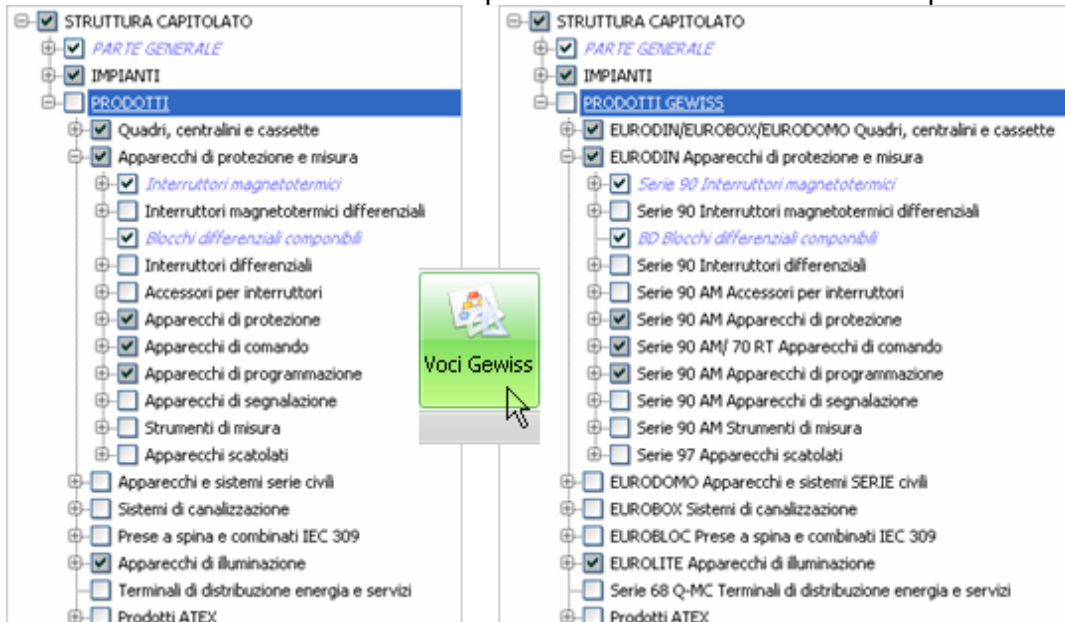 STRUTTURA CAPITOLATO
PARTE GENERALE
IMPIANTI
PRODOTTI
Quadri, centralini e cassette
Apparecchi di protezione e misura
Interruttori magnetotermici
Interruttori magnetotermici differenziali
Blocchi differenziali componibili
Interruttori differenziali
Accessori per interruttori
Apparecchi di protezione
Apparecchi di comando
Apparecchi di programmazione
Apparecchi di segnalazione
Strumenti di misura
Apparecchi scatolati
Apparecchi e sistemi serie civili
Sistemi di canalizzazione
Prese a spina e combinati IEC 309
Apparecchi di illuminazione
Terminali di distribuzione energia e servizi
Prodotti ATEX
Voci Gewiss
STRUTTURA CAPITOLATO
PARTE GENERALE
IMPIANTI
PRODOTTI GEWISS
EURODIN/EUROBOX/EURODOMO Quadri, centralini e cassette
EURODIN Apparecchi di protezione e misura
Serie 90 Interruttori magnetotermici
Serie 90 Interruttori magnetotermici differenziali
BD Blocchi differenziali componibili
Serie 90 Interruttori differenziali
Serie 90 AM Accessori per interruttori
Serie 90 AM Apparecchi di protezione
Serie 90 AM/ 70 RT Apparecchi di comando
Serie 90 AM Apparecchi di programmazione
Serie 90 AM Apparecchi di segnalazione
Serie 90 AM Strumenti di misura
Serie 97 Apparecchi scatolati
EURODOMO Apparecchi e sistemi SERIE civili
EUROBOX Sistemi di canalizzazione
EUROBLOC Prese a spina e combinati IEC 309
EUROLITE Apparecchi di illuminazione
Serie 68 Q-MC Terminali di distribuzione energia e servizi
Prodotti ATEX